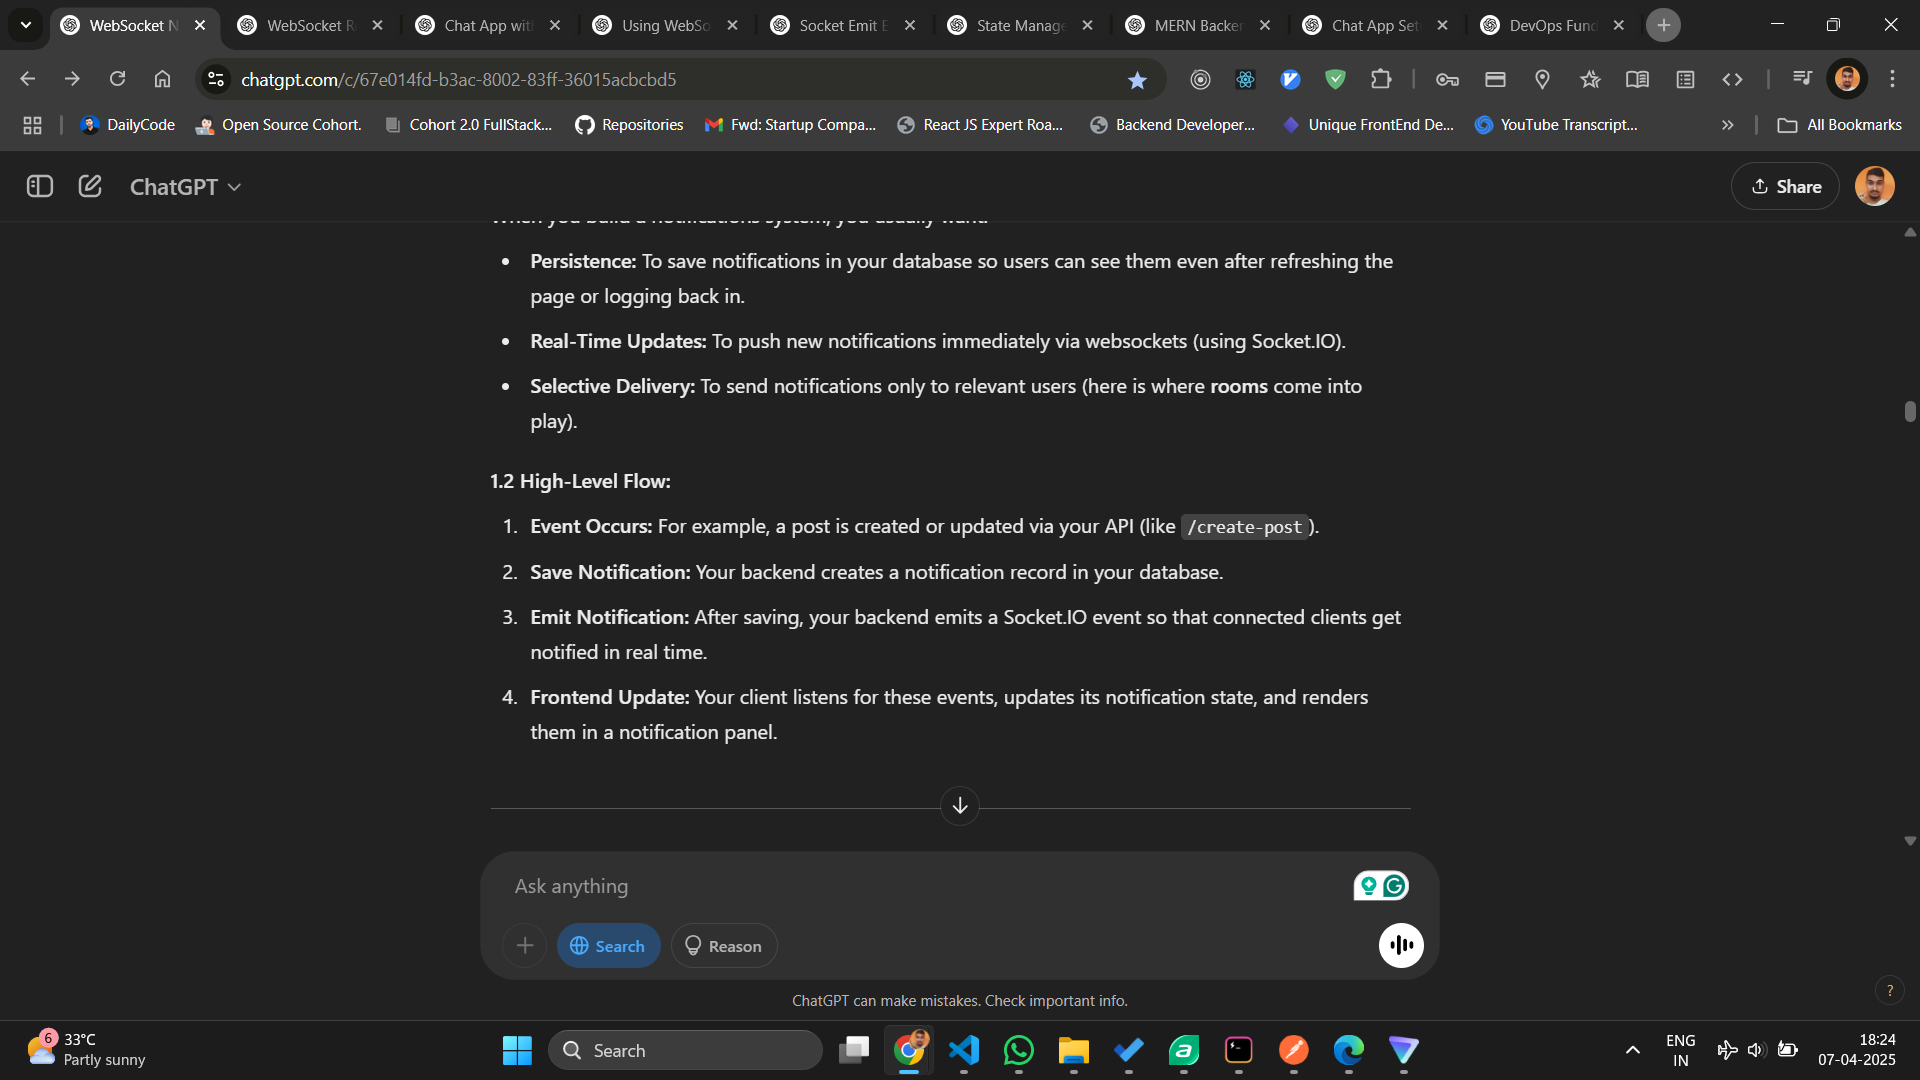 WebSocket N
WebSocket R
Chat App wit
Using WebSo
Socket Emit E
State Manage
MERN Backer
Chat App Set
DevOps Fund
chatgpt.com/c/67e014fd-b3ac-8002-83ff-36015acbcbd5
DailyCode
Open Source Cohort.
Cohort 2.0 FullStack...
Repositories
Fwd: Startup Compa...
React JS Expert Roa...
Backend Developer...
Unique FrontEnd De...
YouTube Transcript...
All Bookmarks
ChatGPT
Share
When you build a notifications system, you usually want:
• Persistence: To save notifications in your database so users can see them even after refreshing the
page or logging back in.
• Real-Time Updates: To push new notifications immediately via websockets (using Socket.IO).
• Selective Delivery: To send notifications only to relevant users (here is where rooms come into
play).
1.2 High-Level Flow:
1. Event Occurs: For example, a post is created or updated via your API (like /create-post ).
2. Save Notification: Your backend creates a notification record in your database.
3. Emit Notification: After saving, your backend emits a Socket.IO event so that connected clients get
notified in real time.
4. Frontend Update: Your client listens for these events, updates its notification state, and renders
them in a notification panel.
Ask anything
Search
Reason
ChatGPT can make mistakes. Check important info.
?
6
33°C
Partly sunny
Search
ENG
IN
18:24
07-04-2025